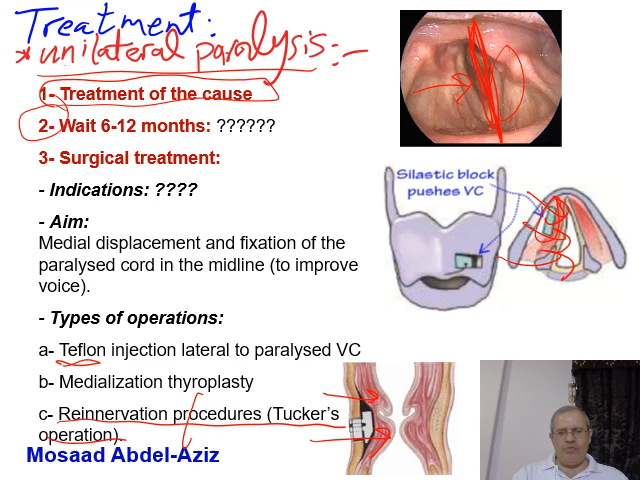 Treatment:
* unilateral paralysis:-
1- Treatment of the cause
2- Wait 6-12 months: ??????
3- Surgical treatment:
- Indications: ????
- Aim:
Medial displacement and fixation of the
paralysed cord in the midline (to improve
voice).
- Types of operations:
a- Teflon injection lateral to paralysed VC
b- Medialization thyroplasty
c- Reinnervation procedures (Tucker's
operation).
Mosaad Abdel-Aziz
Silastic block
pushes VC